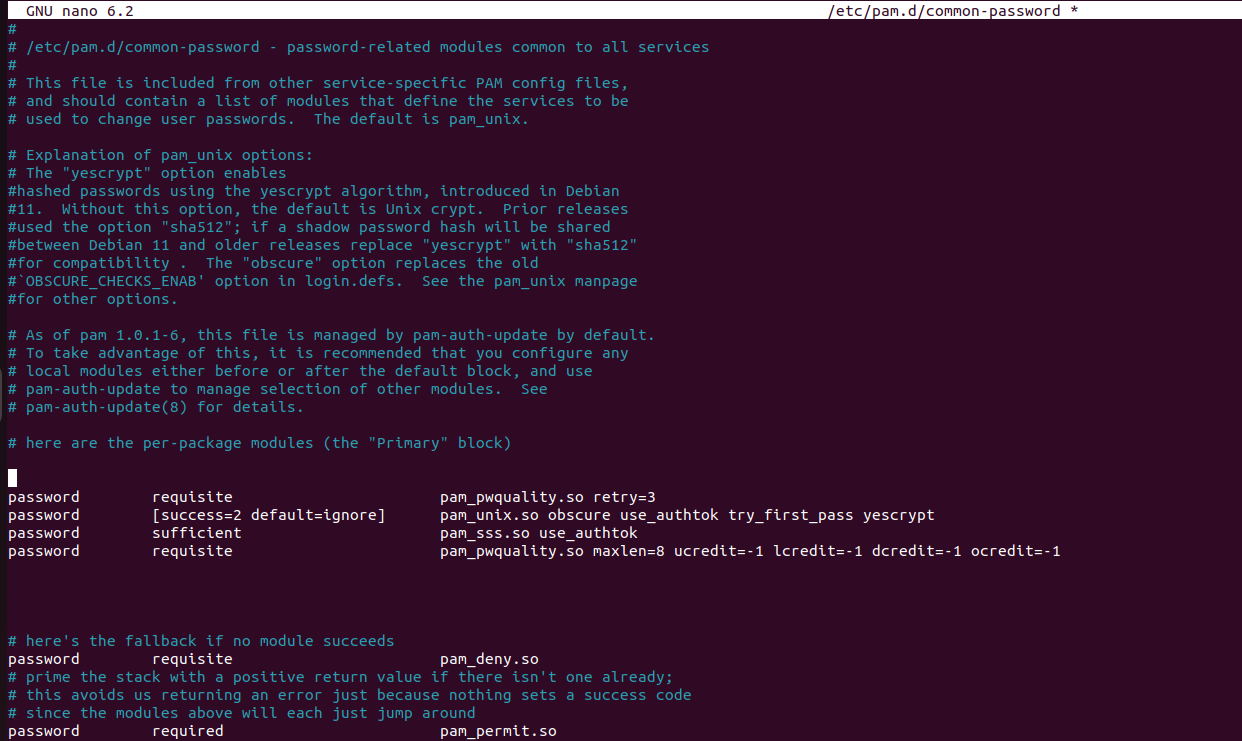 GNU nano 6.2 /etc/pam.d/common-password *
#
# /etc/pam.d/common-password - password-related modules common to all services
#
# This file is included from other service-specific PAM config files,
# and should contain a list of modules that define the services to be
# used to change user passwords.  The default is pam_unix.

# Explanation of pam_unix options:
# The "yescrypt" option enables
#hashed passwords using the yescrypt algorithm, introduced in Debian
#11.  Without this option, the default is Unix crypt.  Prior releases
#used the option "sha512"; if a shadow password hash will be shared
#between Debian 11 and older releases replace "yescrypt" with "sha512"
#for compatibility .  The "obscure" option replaces the old
#`OBSCURE_CHECKS_ENAB' option in login.defs.  See the pam_unix manpage
#for other options.

# As of pam 1.0.1-6, this file is managed by pam-auth-update by default.
# To take advantage of this, it is recommended that you configure any
# local modules either before or after the default block, and use
# pam-auth-update to manage selection of other modules.  See
# pam-auth-update(8) for details.

# here are the per-package modules (the "Primary" block)

password        requisite                       pam_pwquality.so retry=3
password        [success=2 default=ignore]      pam_unix.so obscure use_authtok try_first_pass yescrypt
password        sufficient                      pam_sss.so use_authtok
password        requisite                       pam_pwquality.so maxlen=8 ucredit=-1 lcredit=-1 dcredit=-1 ocredit=-1

# here's the fallback if no module succeeds
password        requisite                       pam_deny.so
# prime the stack with a positive return value if there isn't one already;
# this avoids us returning an error just because nothing sets a success code
# since the modules above will each just jump around
password        required                        pam_permit.so